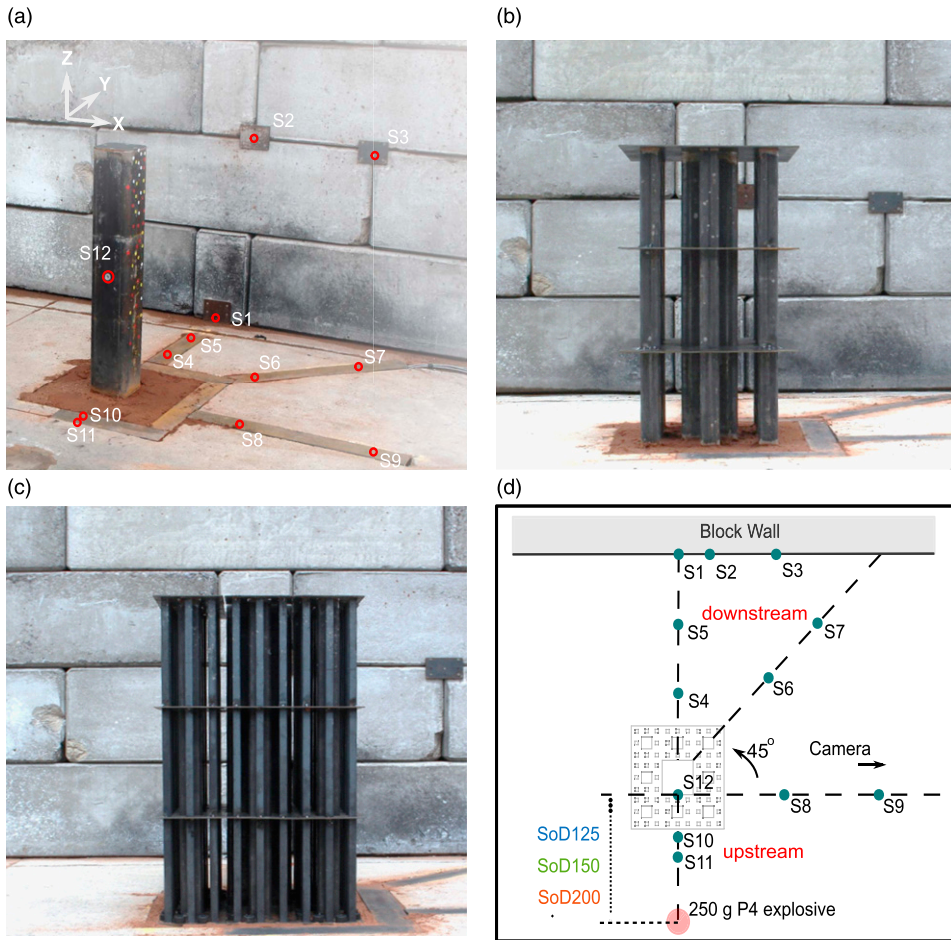 (a)
Z
Y
X
S2
S3
S12
S1
S5
S4
S6
S7
S10
S11
S8
S9
(b)
(c)
(d)
Block Wall
S1 S2 S3
downstream
S5
S7
S6
S4
45o
Camera
S12
S8 S9
SoD125
S10
upstream
SoD150
S11
SoD200
250 g P4 explosive